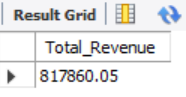 Result Grid
Total_Revenue
817860.05